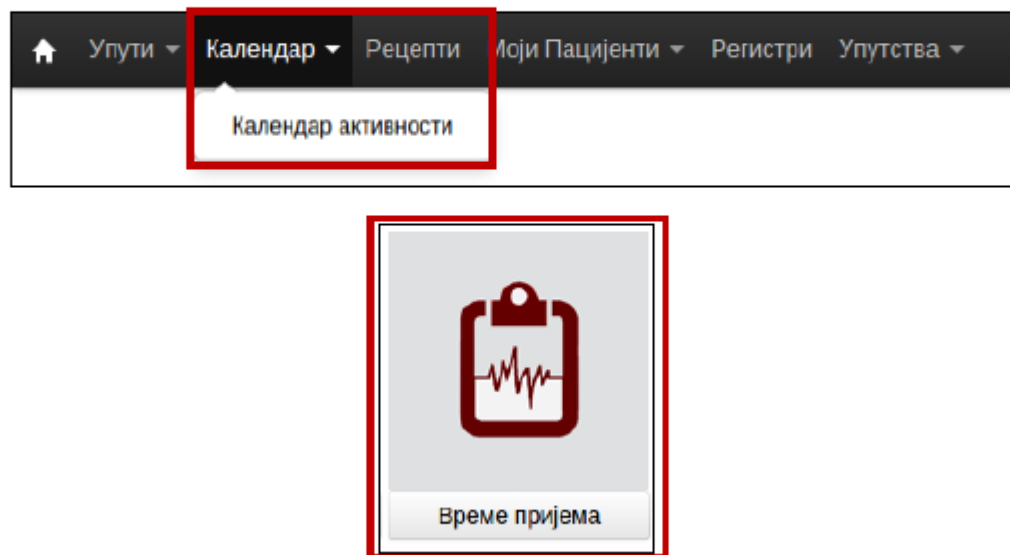 Упути Календар Рецепти Моји Пацијенти Регистри Упутства
Календар активности
Време пријема